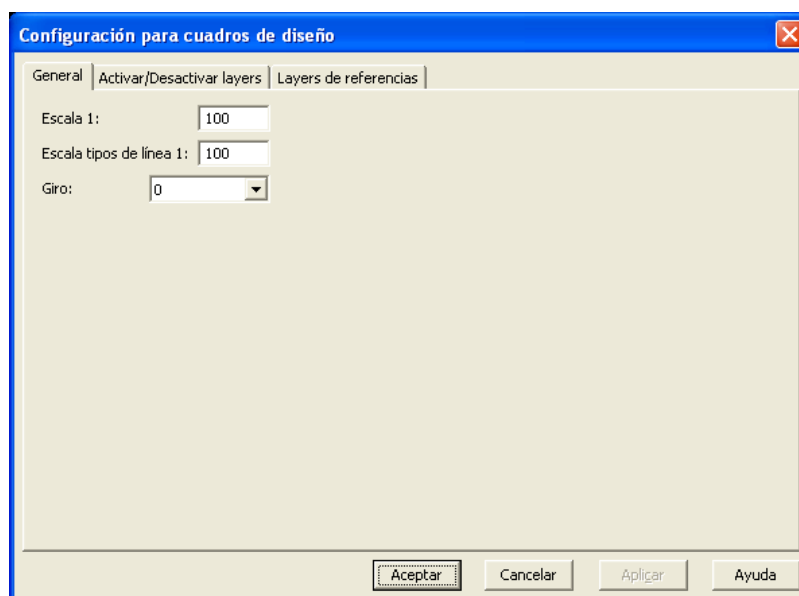 Configuración para cuadros de diseño
General Activar/Desactivar layers Layers de referencias
Escala 1: 100
Escala tipos de línea 1: 100
Giro: 0
Aceptar Cancelar Aplicar Ayuda